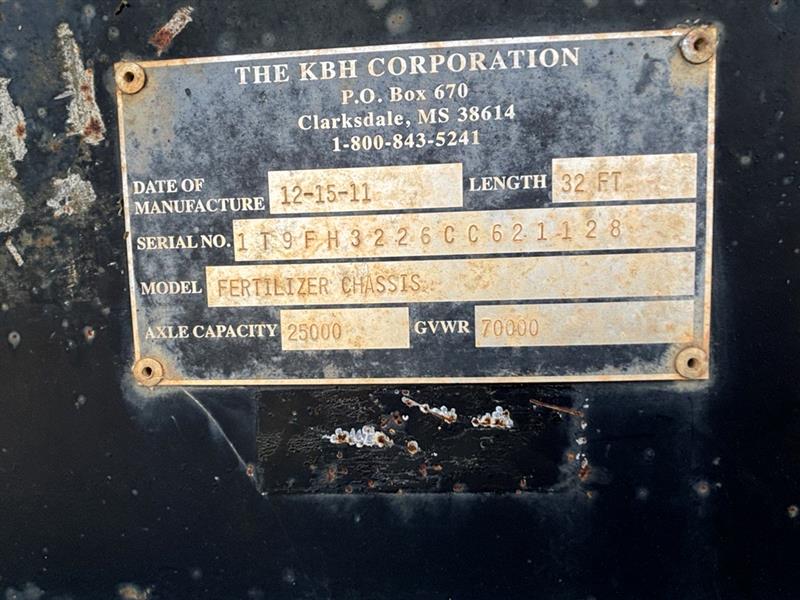 THE KBH CORPORATION
P.O. Box 670
Clarksdale, MS 38614
1-800-843-5241
DATE OF MANUFACTURE 12-15-11 LENGTH 32 FT
SERIAL NO. 1T9FH3226CC621128
MODEL FERTILIZER CHASSIS
AXLE CAPACITY 25000 GVWR 70000